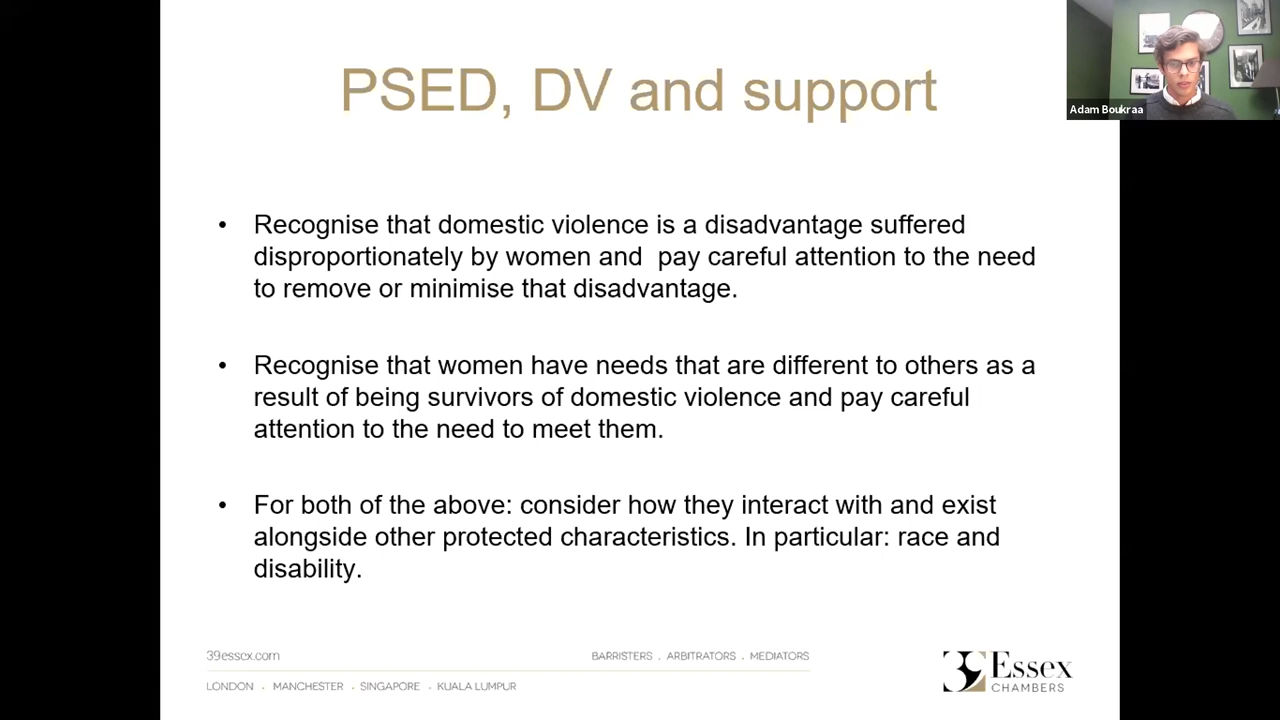 PSED, DV and support
Adam Boukraa
• Recognise that domestic violence is a disadvantage suffered
disproportionately by women and  pay careful attention to the need
to remove or minimise that disadvantage.
• Recognise that women have needs that are different to others as a
result of being survivors of domestic violence and pay careful
attention to the need to meet them.
• For both of the above: consider how they interact with and exist
alongside other protected characteristics. In particular: race and
disability.
39essex.com
BARRISTERS . ARBITRATORS . MEDIATORS
LONDON . MANCHESTER . SINGAPORE . KUALA LUMPUR
39 Essex
CHAMBERS